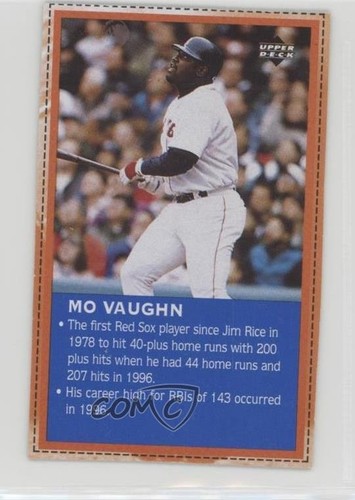 UPPER
DECK
MO VAUGHN
• The first Red Sox player since Jim Rice in
1978 to hit 40-plus home runs with 200
plus hits when he had 44 home runs and
207 hits in 1996.
• His career high for RBIs of 143 occurred
in 1996.
COMC